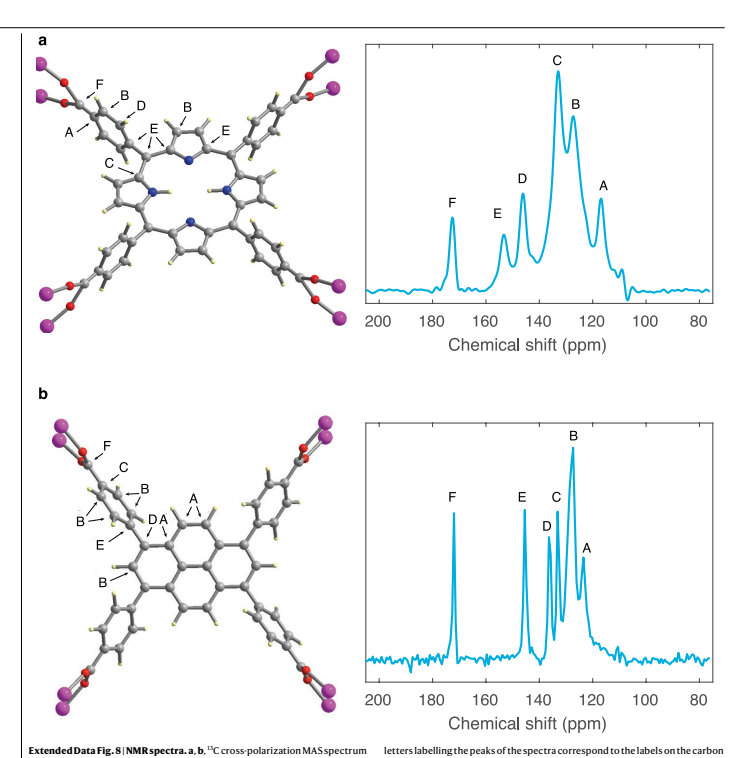 a
F
B
D
A
E
B
E
C
C
B
D
A
F
E
200 180 160 140 120 100 80
Chemical shift (ppm)
b
F
C
B
A
B
B
D A
E
B
B
F
E
C
D
A
200 180 160 140 120 100 80
Chemical shift (ppm)
Extended Data Fig. 8 | NMR spectra. a, b, ¹³C cross-polarization MAS spectrum
letters labelling the peaks of the spectra correspond to the labels on the carbon